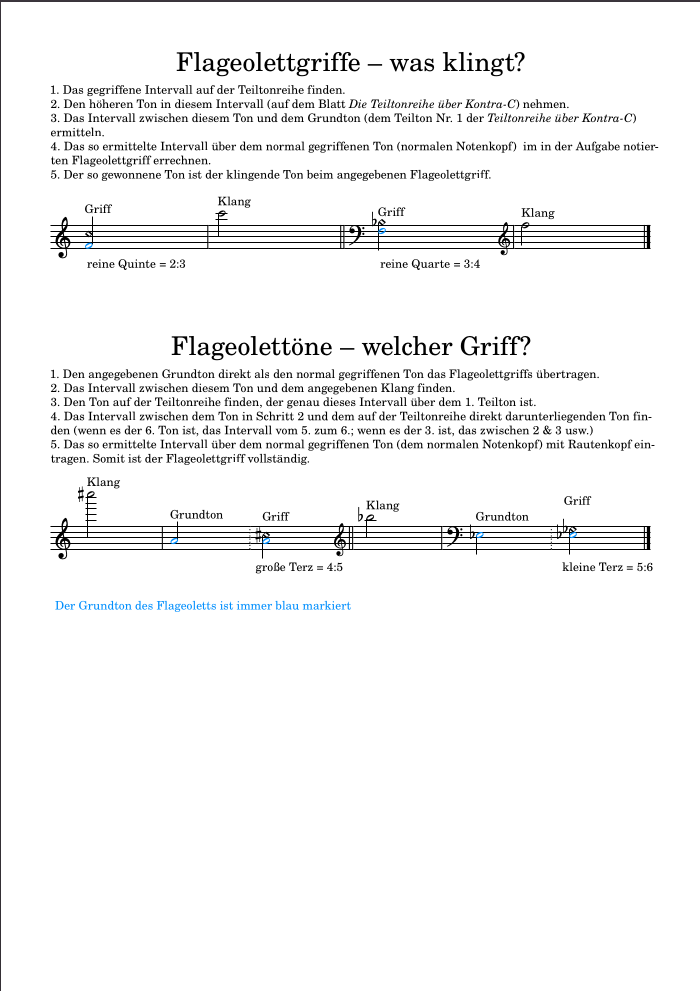 Flageolettgriffe – was klingt?
1. Das gegriffene Intervall auf der Teiltonreihe finden.
2. Den höheren Ton in diesem Intervall (auf dem Blatt Die Teiltonreihe über Kontra-C) nehmen.
3. Das Intervall zwischen diesem Ton und dem Grundton (dem Teilton Nr. 1 der Teiltonreihe über Kontra-C)
ermitteln.
4. Das so ermittelte Intervall über dem normal gegriffenen Ton (normalen Notenkopf) im in der Aufgabe notier-
ten Flageolettgriff errechnen.
5. Der so gewonnene Ton ist der klingende Ton beim angegebenen Flageolettgriff.
Griff Klang Griff Klang
reine Quinte = 2:3 reine Quarte = 3:4
Flageolettöne – welcher Griff?
1. Den angegebenen Grundton direkt als den normal gegriffenen Ton das Flageolettgriffs übertragen.
2. Das Intervall zwischen diesem Ton und dem angegebenen Klang finden.
3. Den Ton auf der Teiltonreihe finden, der genau dieses Intervall über dem 1. Teilton ist.
4. Das Intervall zwischen dem Ton in Schritt 2 und dem auf der Teiltonreihe direkt darunterliegenden Ton fin-
den (wenn es der 6. Ton ist, das Intervall vom 5. zum 6.; wenn es der 3. ist, das zwischen 2 & 3 usw.)
5. Das so ermittelte Intervall über dem normal gegriffenen Ton (dem normalen Notenkopf) mit Rautenkopf ein-
tragen. Somit ist der Flageolettgriff vollständig.
Klang Grundton Griff Klang Grundton Griff
große Terz = 4:5 kleine Terz = 5:6
Der Grundton des Flageoletts ist immer blau markiert